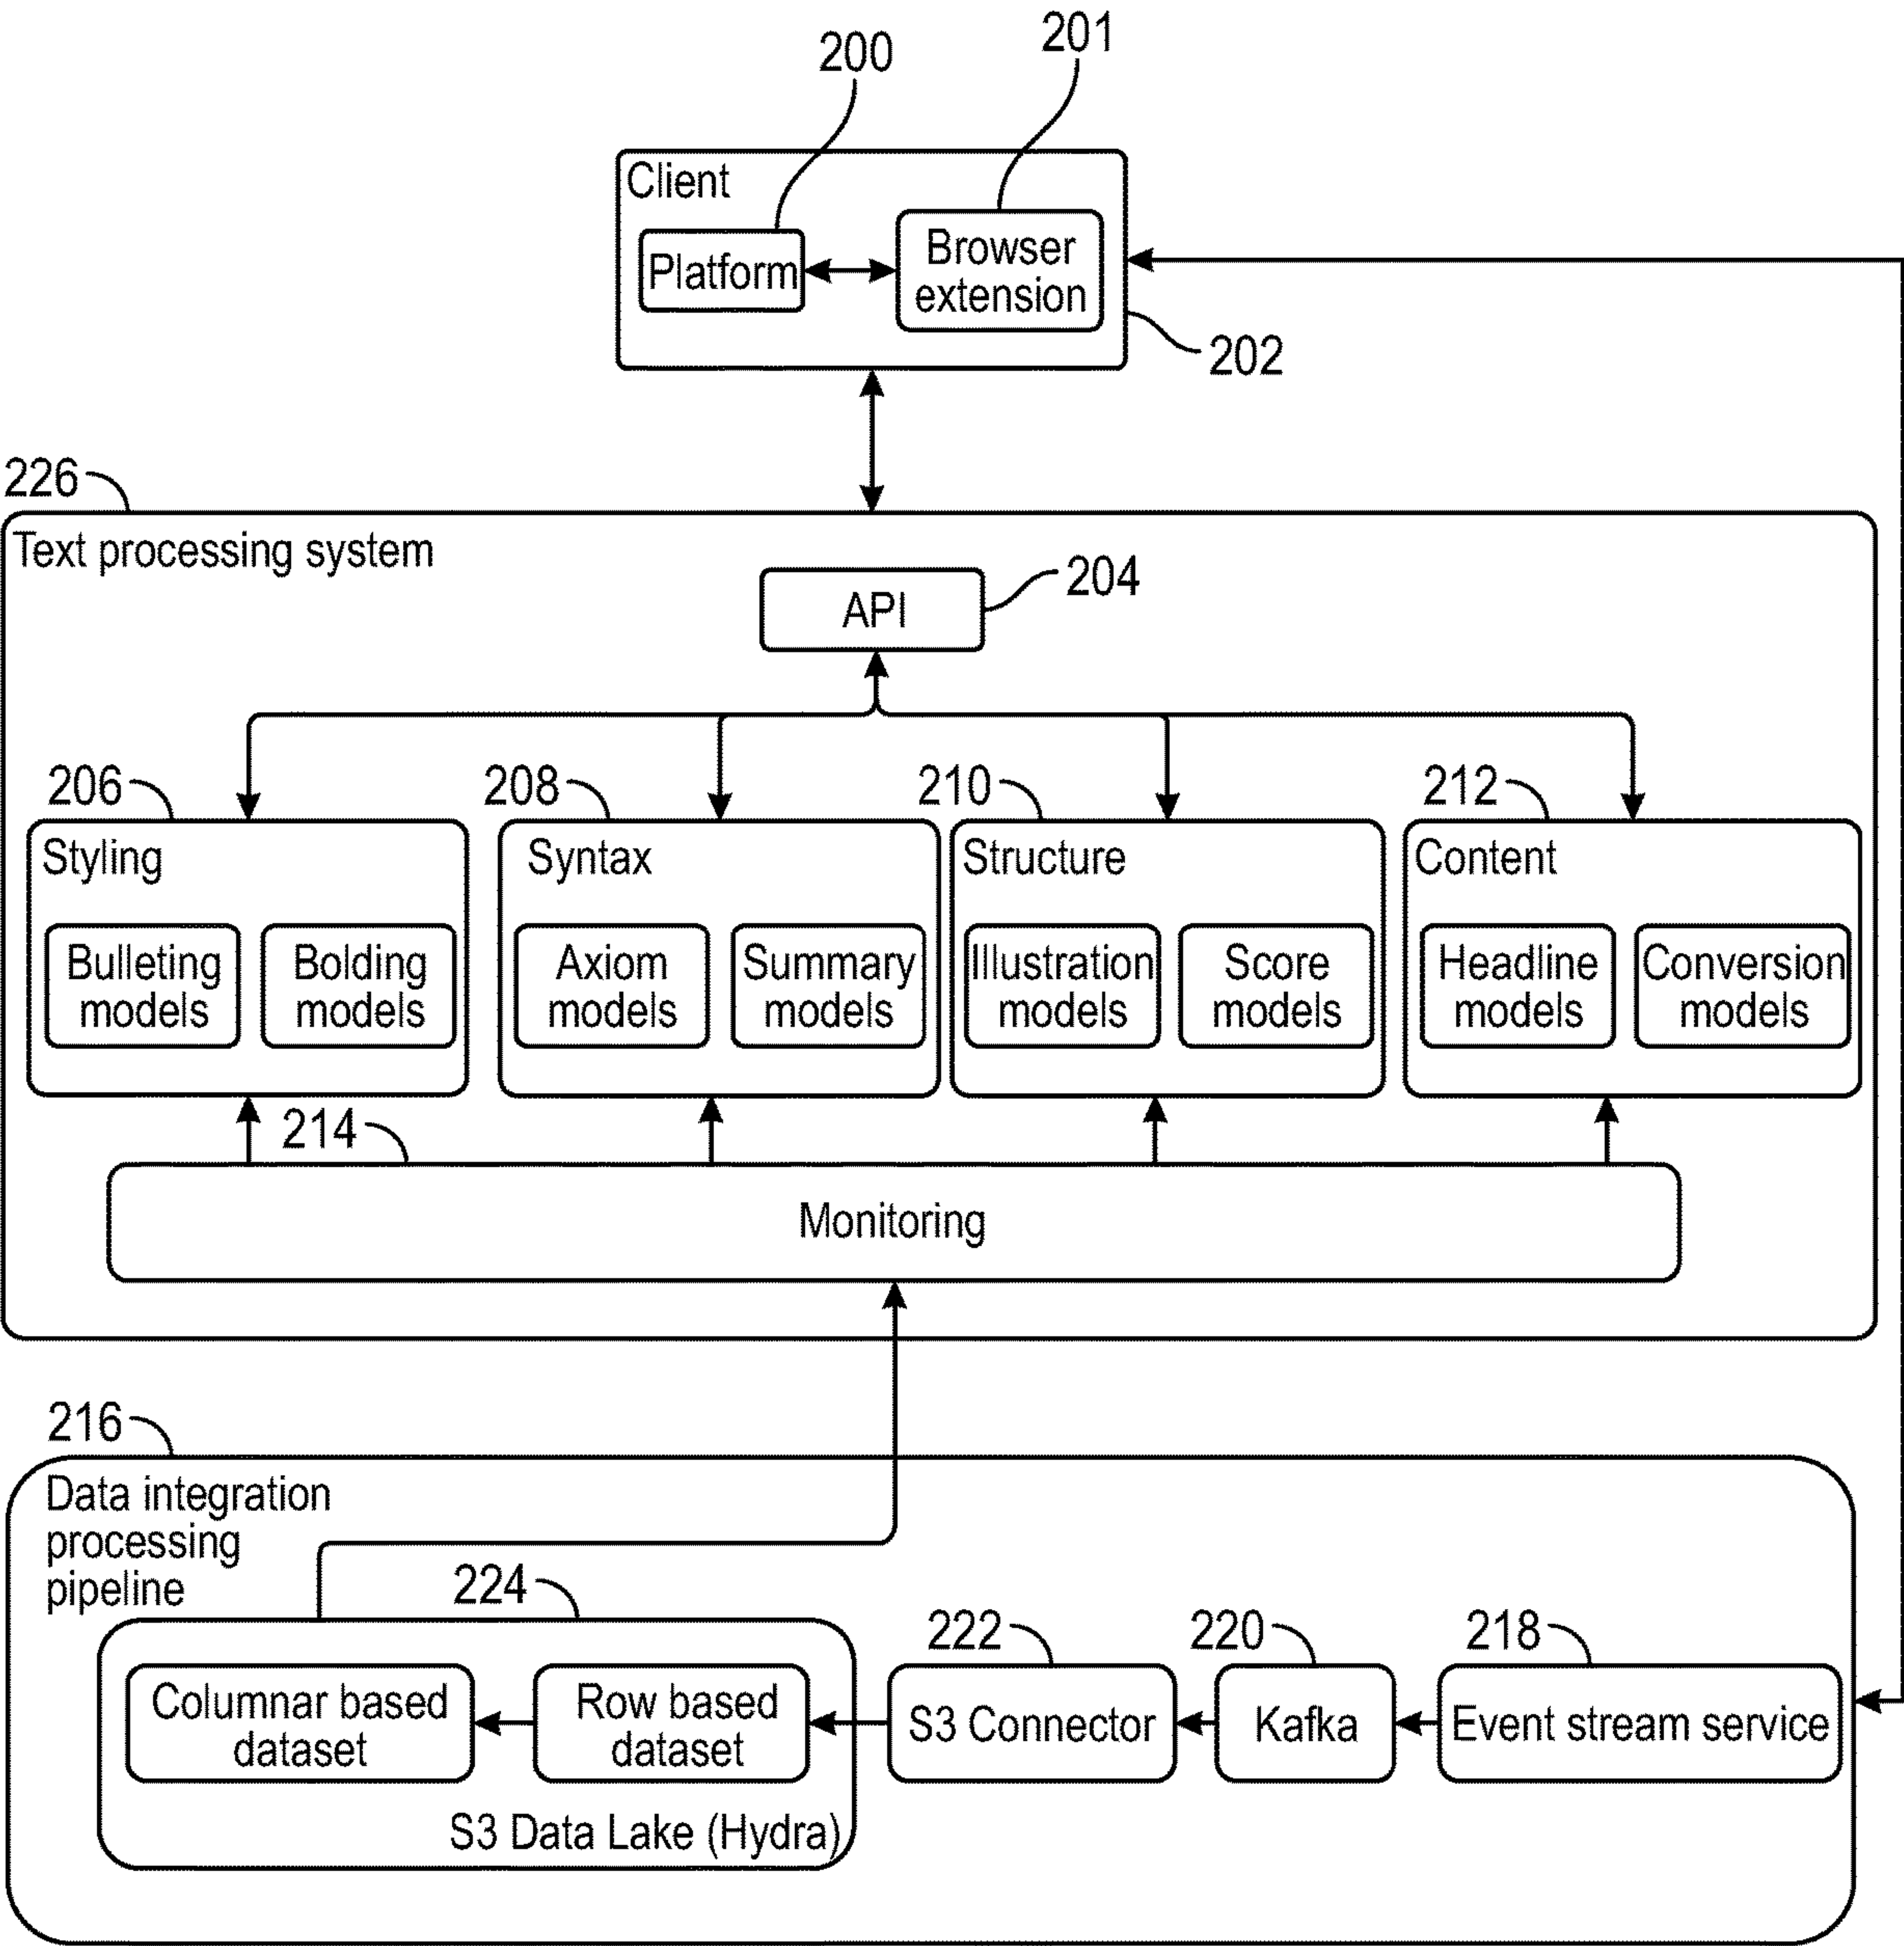 200
201
Client
Platform
Browser
extension
202
226
Text processing system
API
204
206
208
210
212
Styling
Syntax
Structure
Content
Bulleting
models
Bolding
models
Axiom
models
Summary
models
Illustration
models
Score
models
Headline
models
Conversion
models
214
Monitoring
216
Data integration
processing
pipeline
224
222
220
218
Columnar based
dataset
Row based
dataset
S3 Connector
Kafka
Event stream service
S3 Data Lake (Hydra)